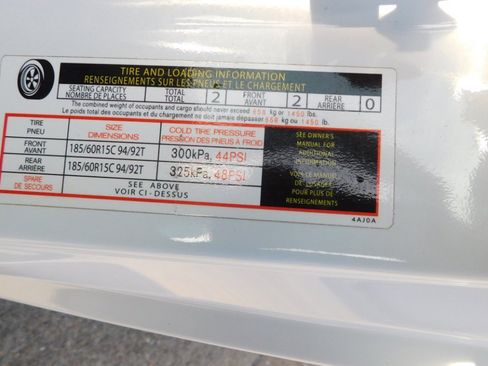 TIRE AND LOADING INFORMATION
RENSEIGNEMENTS SUR LES PNEUS ET LE CHARGEMENT
SEATING CAPACITY TOTAL 2 FRONT 2 REAR 0
NOMBRE DE PLACES TOTAL AVANT ARRIÈRE
The combined weight of occupants and cargo should never exceed 658 kg or 1450 lbs.
Le poids total des occupants et du chargement ne doit jamais dépasser 658 kg ou 1450 lbs.
TIRE SIZE COLD TIRE PRESSURE
PNEU DIMENSIONS PRESSION DES PNEUS À FROID
FRONT
AVANT 185/60R15C 94/92T 300kPa, 44PSI
REAR
ARRIÈRE 185/60R15C 94/92T 325kPa, 48PSI
SPARE SEE ABOVE
DE SECOURS VOIR CI-DESSUS
SEE OWNER'S
MANUAL FOR
ADDITIONAL
INFORMATION
VOIR LE MANUEL
DE L'USAGER
POUR PLUS DE
RENSEIGNEMENTS
4AJ0A